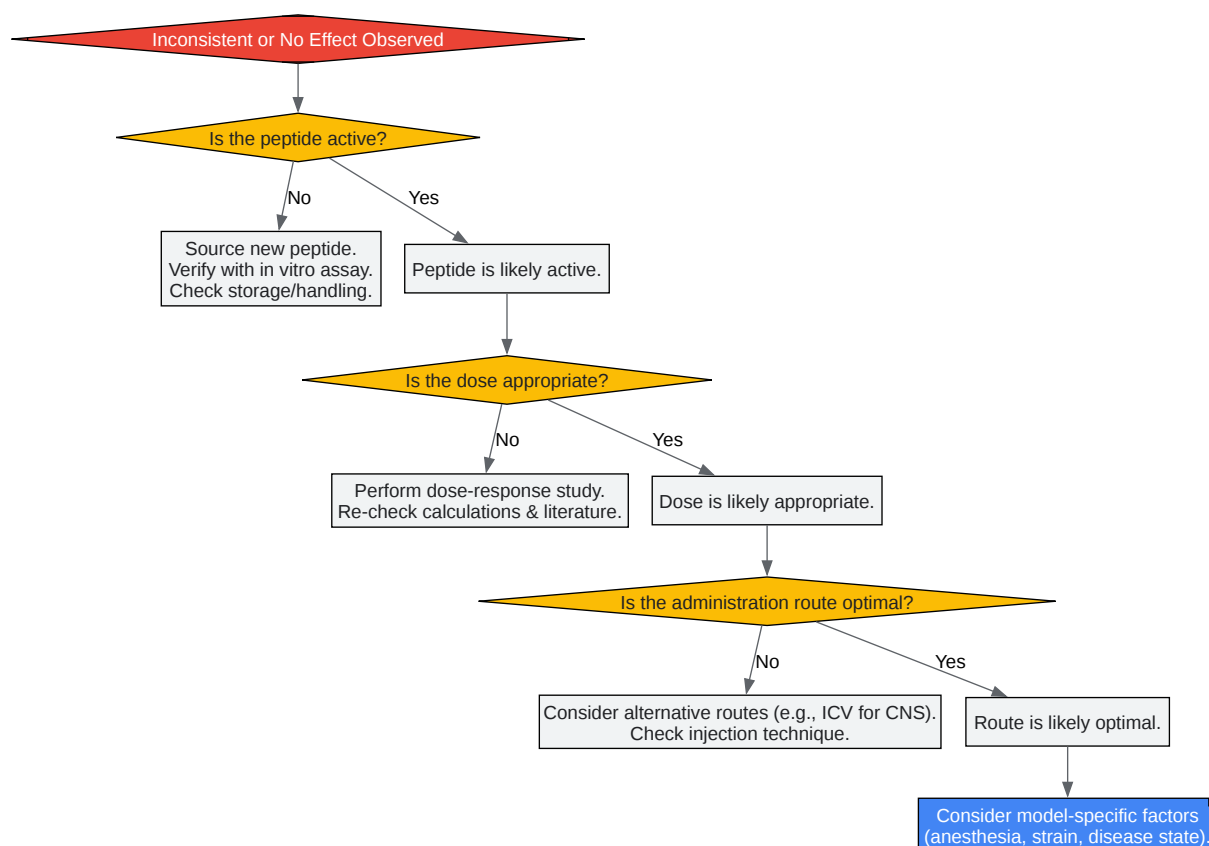 Inconsistent or No Effect Observed
Is the peptide active?
No
Yes
Source new peptide.
Verify with in vitro assay.
Check storage/handling.
Peptide is likely active.
Is the dose appropriate?
No
Yes
Perform dose-response study.
Re-check calculations & literature.
Dose is likely appropriate.
Is the administration route optimal?
No
Yes
Consider alternative routes (e.g., ICV for CNS).
Check injection technique.
Route is likely optimal.
Consider model-specific factors
(anesthesia, strain, disease state).